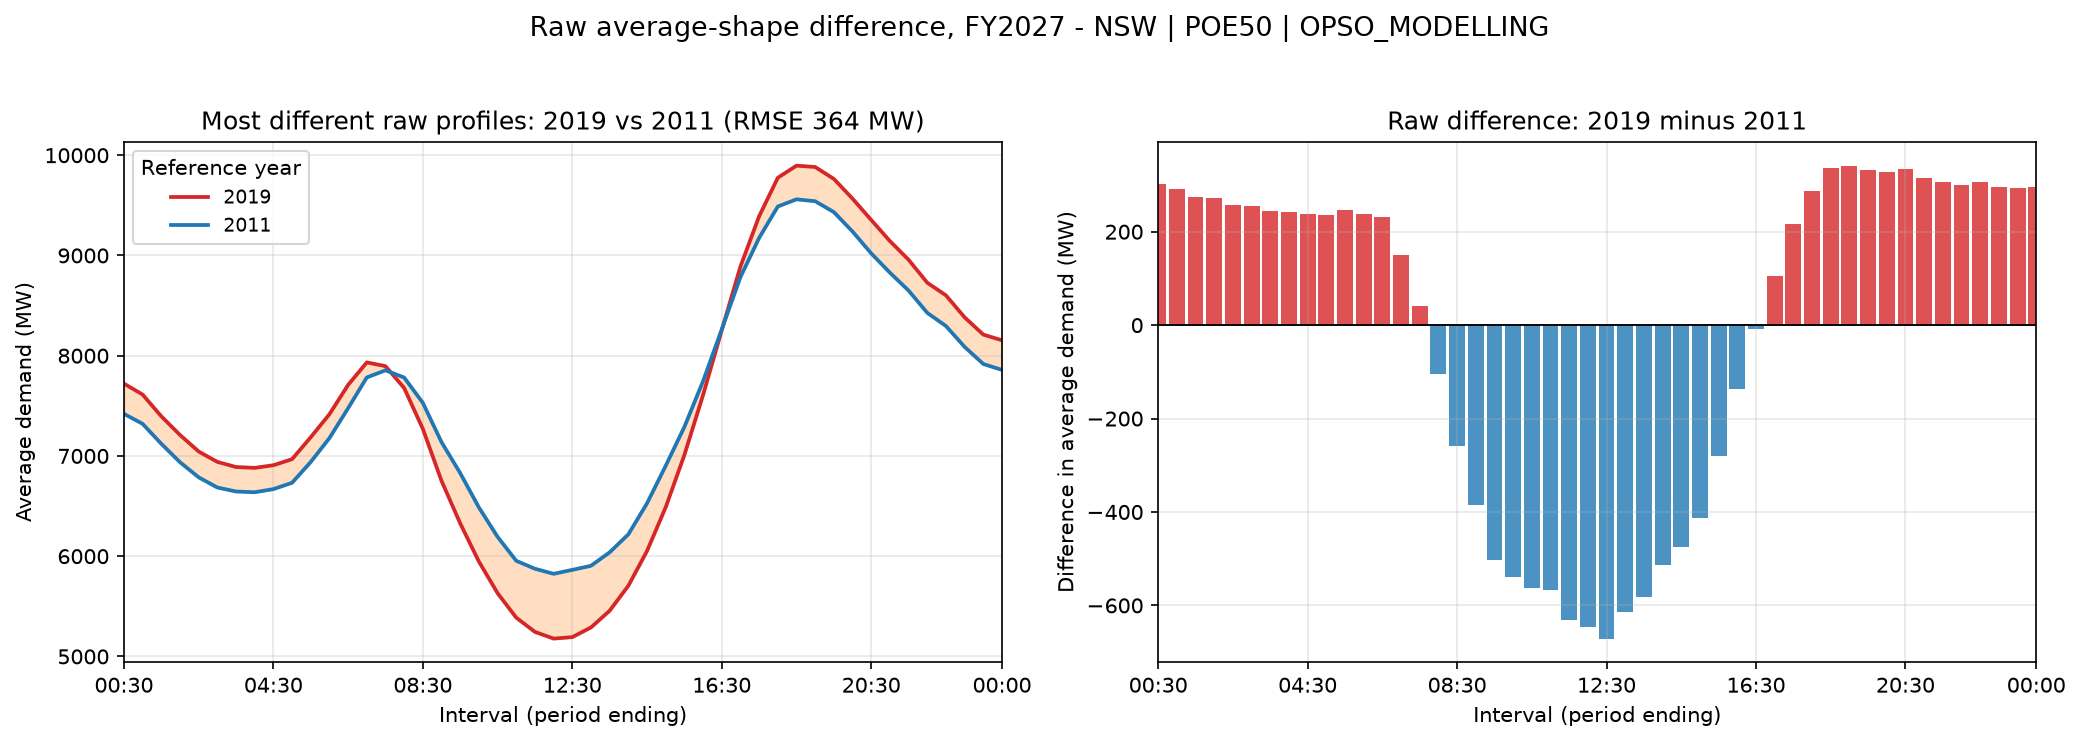 Raw average-shape difference, FY2027 - NSW | POE50 | OPSO_MODELLING
Most different raw profiles: 2019 vs 2011 (RMSE 364 MW)
Reference year
2019
2011
Average demand (MW)
10000
9000
8000
7000
6000
5000
00:30 04:30 08:30 12:30 16:30 20:30 00:00
Interval (period ending)
Raw difference: 2019 minus 2011
Difference in average demand (MW)
200
0
−200
−400
−600
00:30 04:30 08:30 12:30 16:30 20:30 00:00
Interval (period ending)